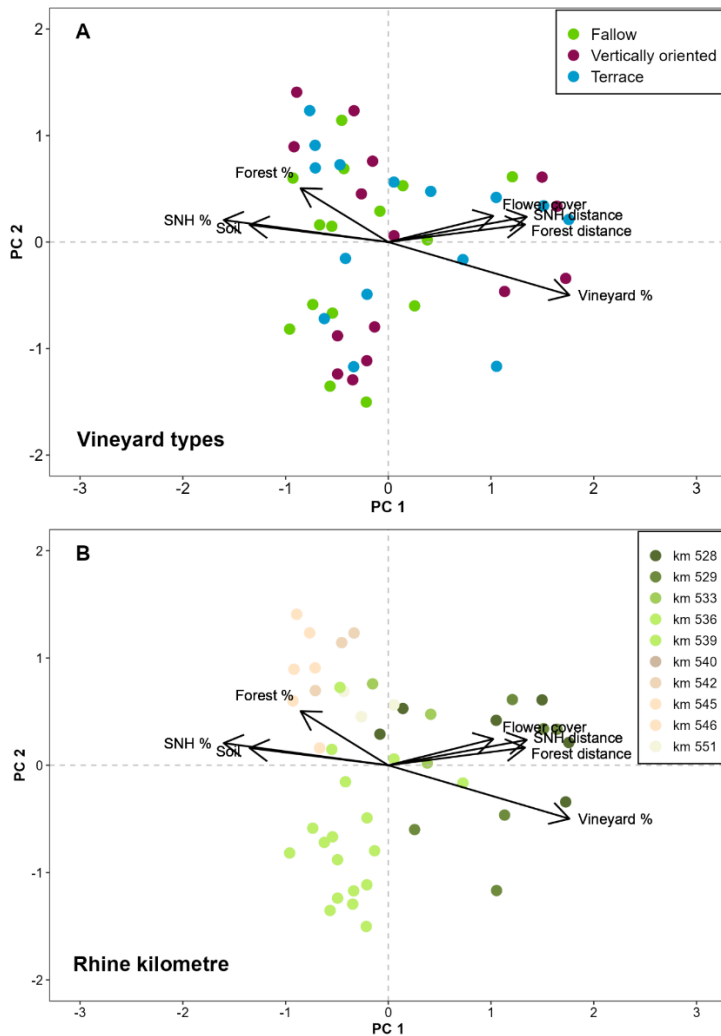 A
Fallow
Vertically oriented
Terrace
2
1
0
-1
-2
PC 2
Forest %
SNH %
Soil
Flower cover
SNH distance
Forest distance
Vineyard %
Vineyard types
-3 -2 -1 0 1 2 3
PC 1
B
km 528
km 529
km 533
km 536
km 539
km 540
km 542
km 545
km 546
km 551
2
1
0
-1
-2
PC 2
Forest %
SNH %
Soil
Flower cover
SNH distance
Forest distance
Vineyard %
Rhine kilometre
-3 -2 -1 0 1 2 3
PC 1